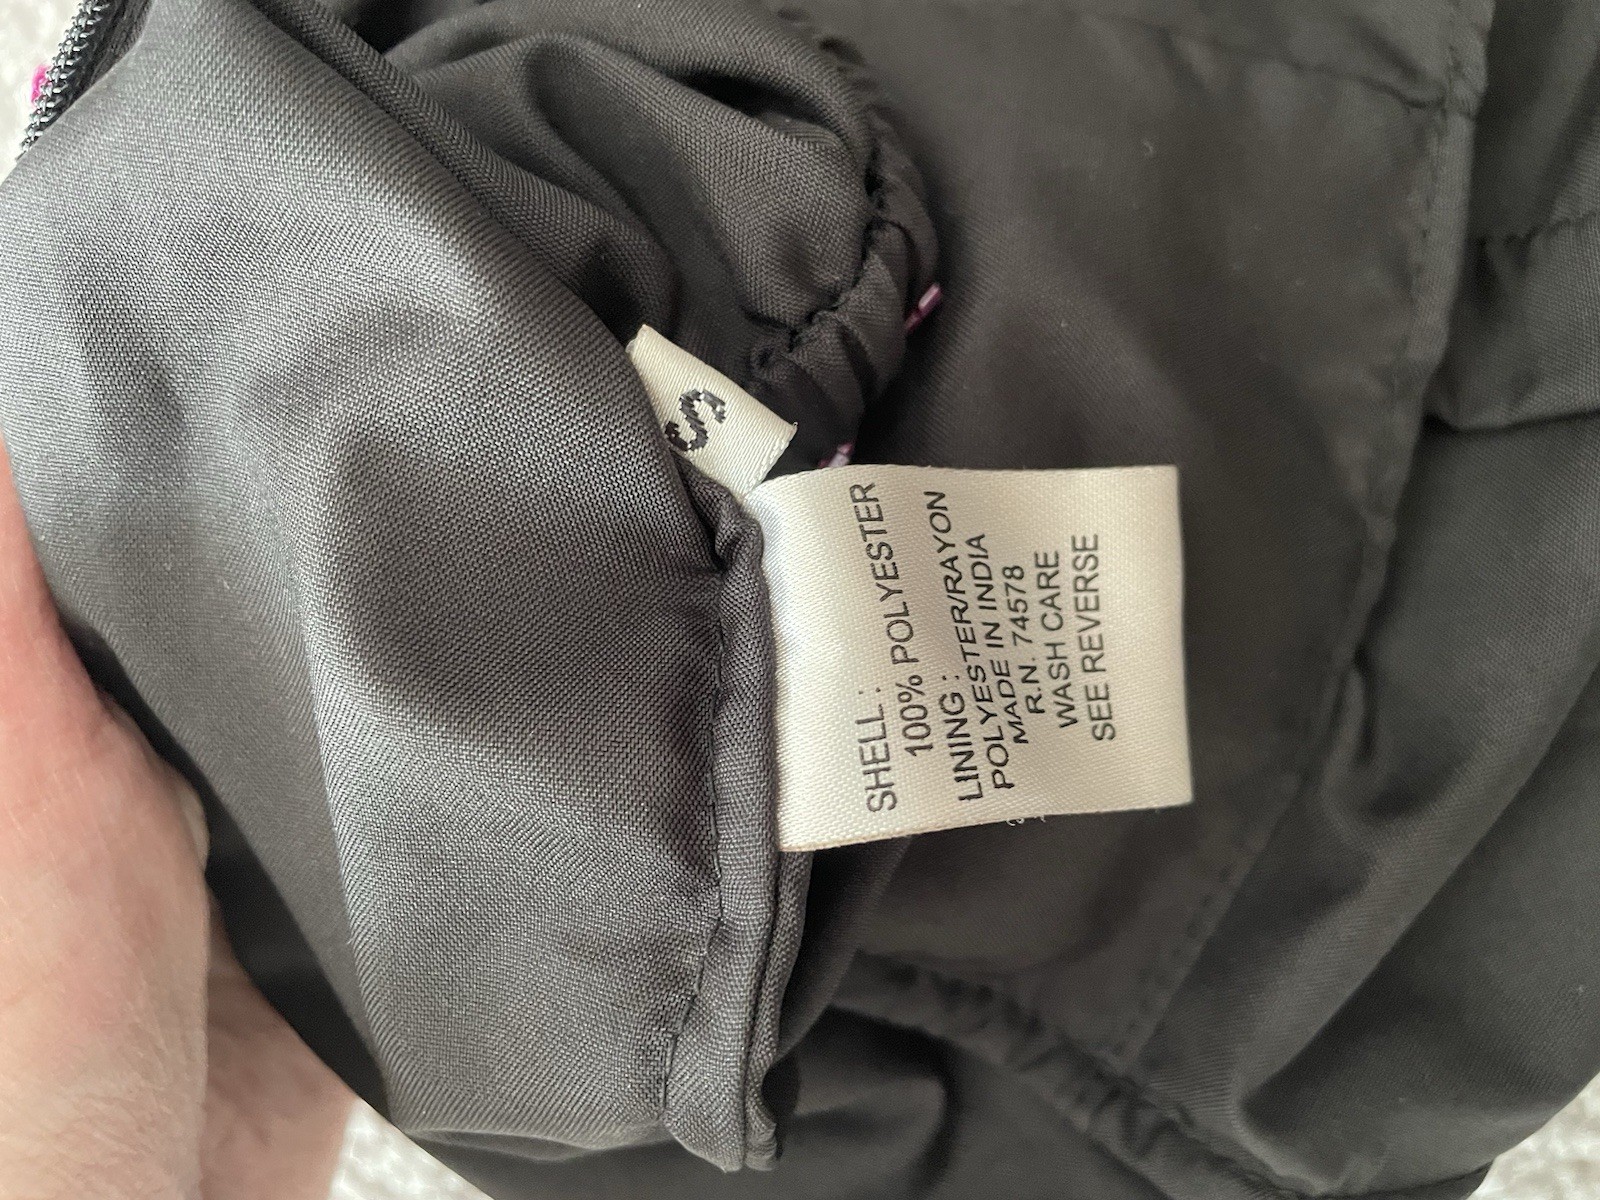 S
SHELL:
100% POLYESTER
LINING:
POLYESTER/RAYON
MADE IN INDIA
R.N. 74578
WASH CARE
SEE REVERSE